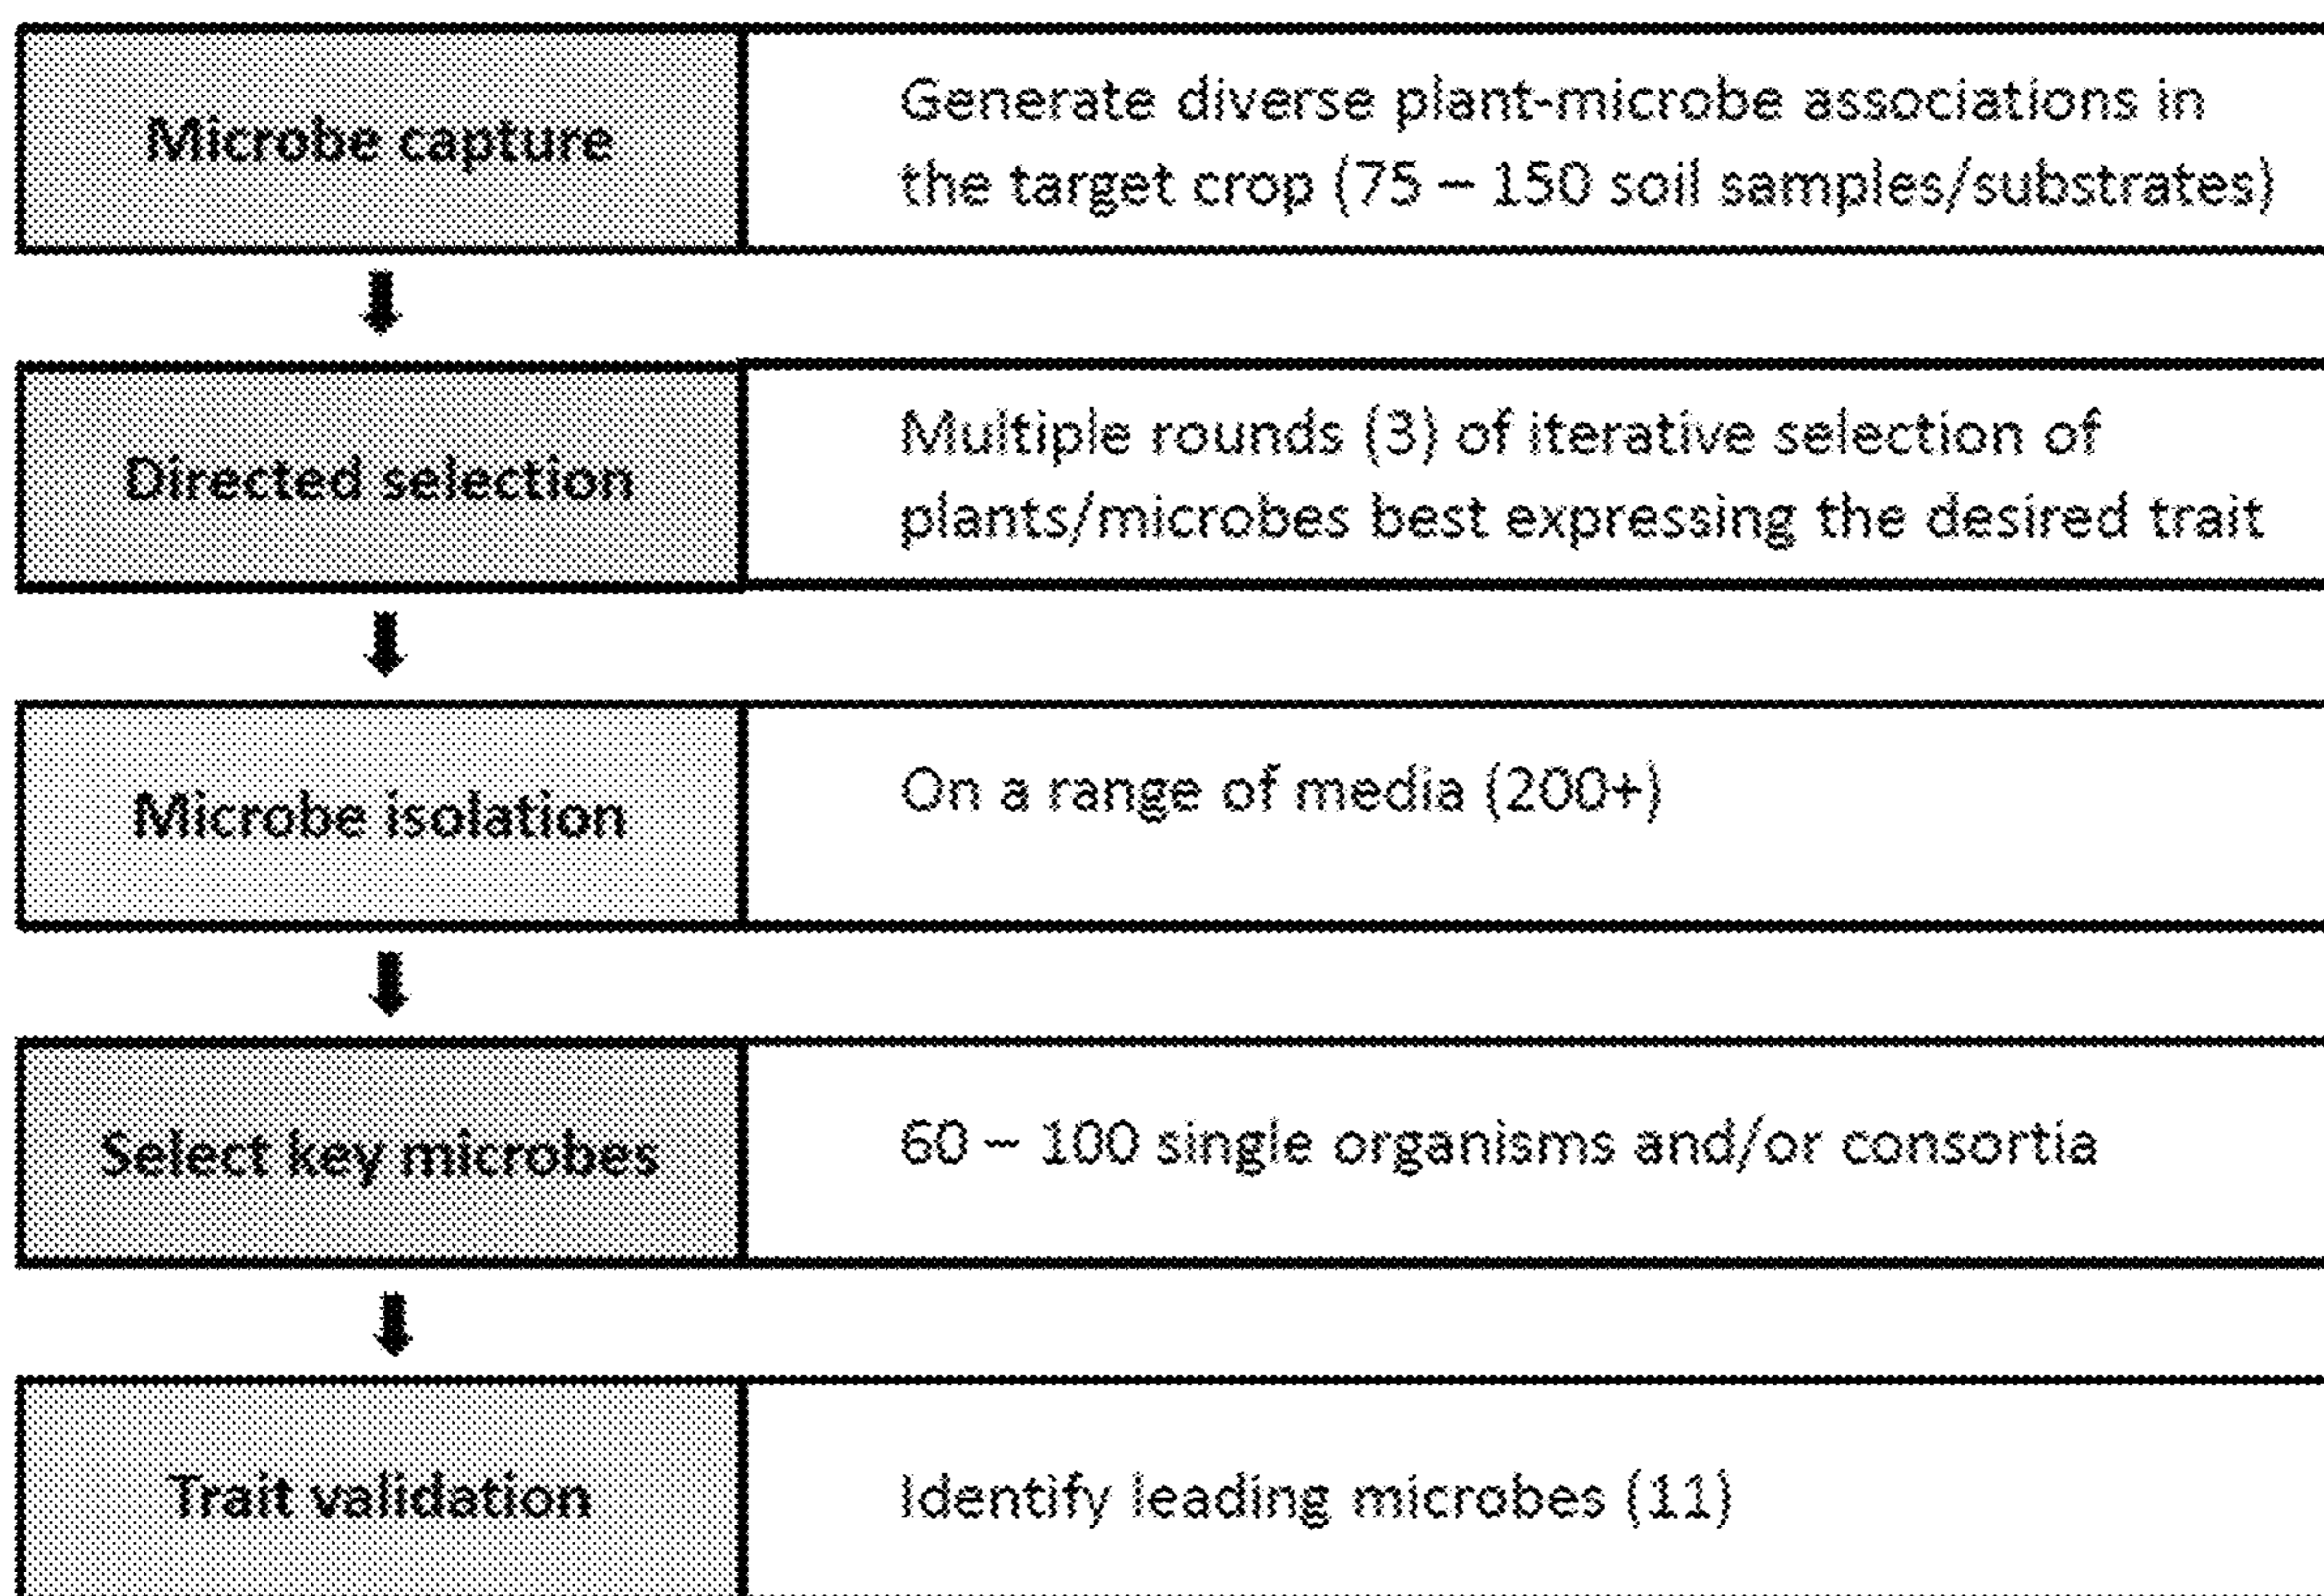 Microbe capture
Generate diverse plant-microbe associations in
the target crop (75 – 150 soil samples/substrates)
Directed selection
Multiple rounds (3) of iterative selection of
plants/microbes best expressing the desired trait
Microbe isolation
On a range of media (200+)
Select key microbes
60 – 100 single organisms and/or consortia
Trait validation
Identify leading microbes (11)